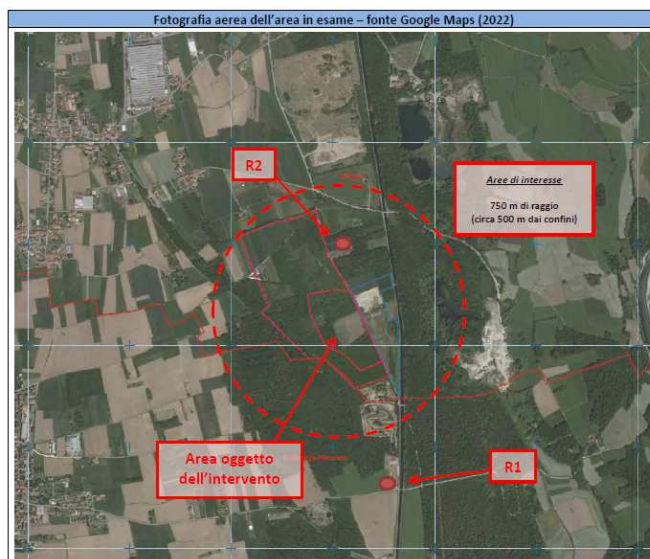 Fotografia aerea dell'area in esame – fonte Google Maps (2022)
R2
Aree di interesse
750 m di raggio
(circa 500 m dai confini)
Area oggetto
dell'intervento
R1